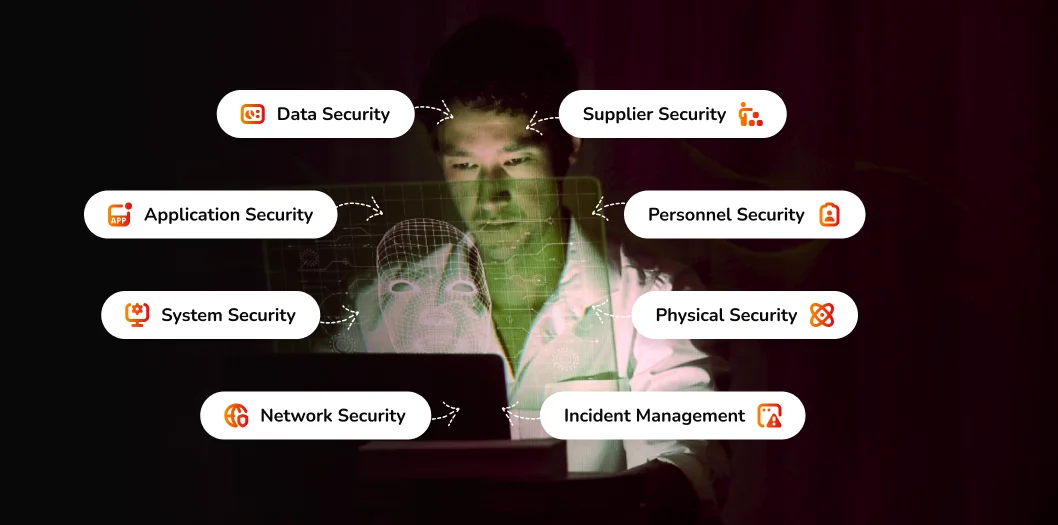 Data Security
Supplier Security
APP
Application Security
Personnel Security
System Security
Physical Security
Network Security
Incident Management